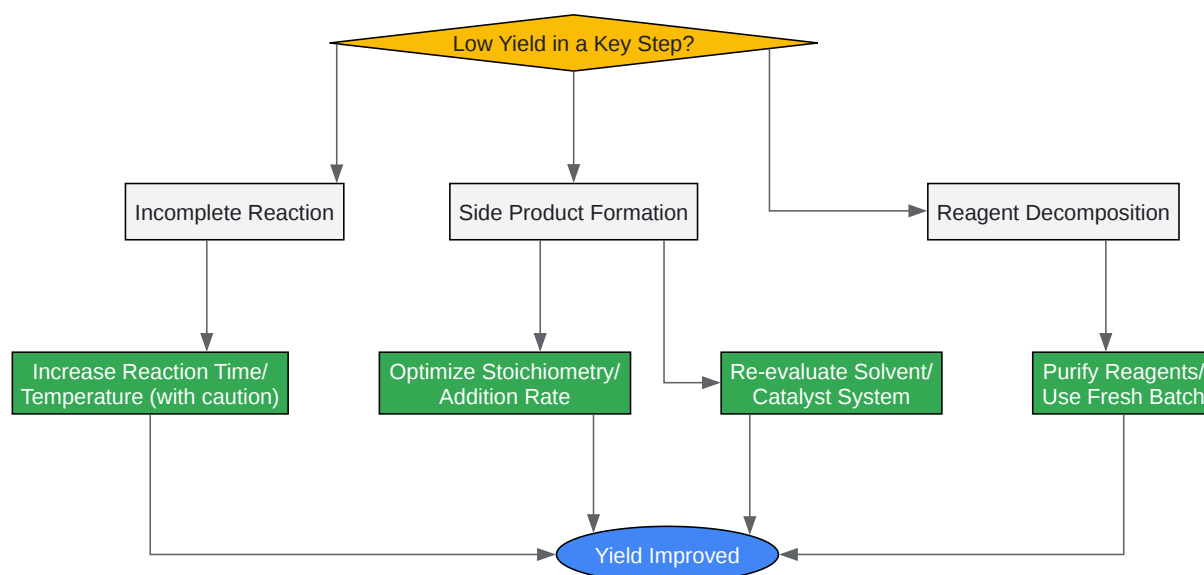 Low Yield in a Key Step?
Incomplete Reaction
Side Product Formation
Reagent Decomposition
Increase Reaction Time/
Temperature (with caution)
Optimize Stoichiometry/
Addition Rate
Re-evaluate Solvent/
Catalyst System
Purify Reagents/
Use Fresh Batch
Yield Improved